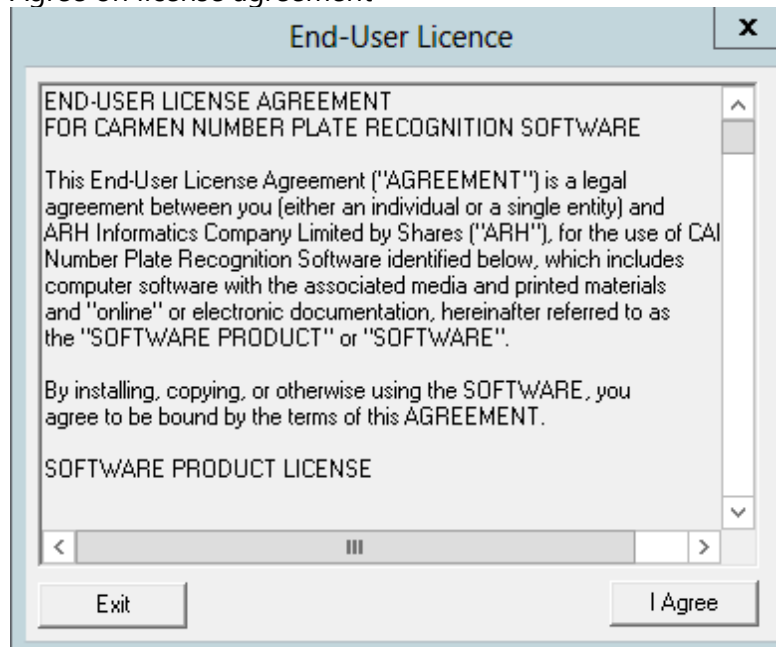 Agree on license agreement
End-User Licence
x
END-USER LICENSE AGREEMENT
FOR CARMEN NUMBER PLATE RECOGNITION SOFTWARE
This End-User License Agreement ("AGREEMENT") is a legal
agreement between you (either an individual or a single entity) and
ARH Informatics Company Limited by Shares ("ARH"), for the use of CA
Number Plate Recognition Software identified below, which includes
computer software with the associated media and printed materials
and "online" or electronic documentation, hereinafter referred to as
the "SOFTWARE PRODUCT" or "SOFTWARE".
By installing, copying, or otherwise using the SOFTWARE, you
agree to be bound by the terms of this AGREEMENT.
SOFTWARE PRODUCT LICENSE
Exit
I Agree